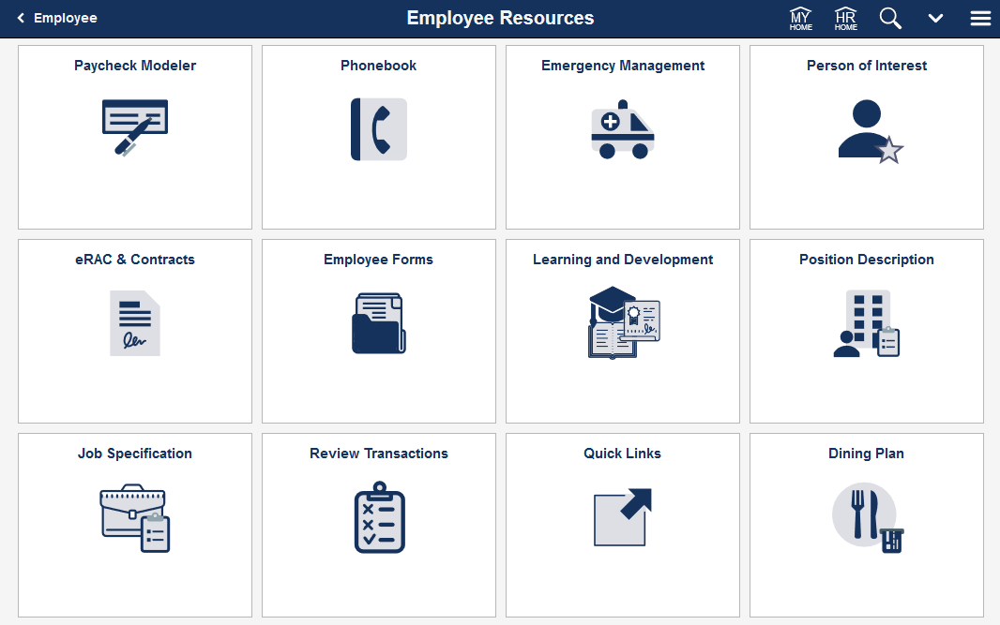 Employee
Employee Resources
MY
HOME
HR
HOME
Paycheck Modeler
Phonebook
Emergency Management
Person of Interest
eRAC & Contracts
Employee Forms
Learning and Development
Position Description
Job Specification
Review Transactions
Quick Links
Dining Plan